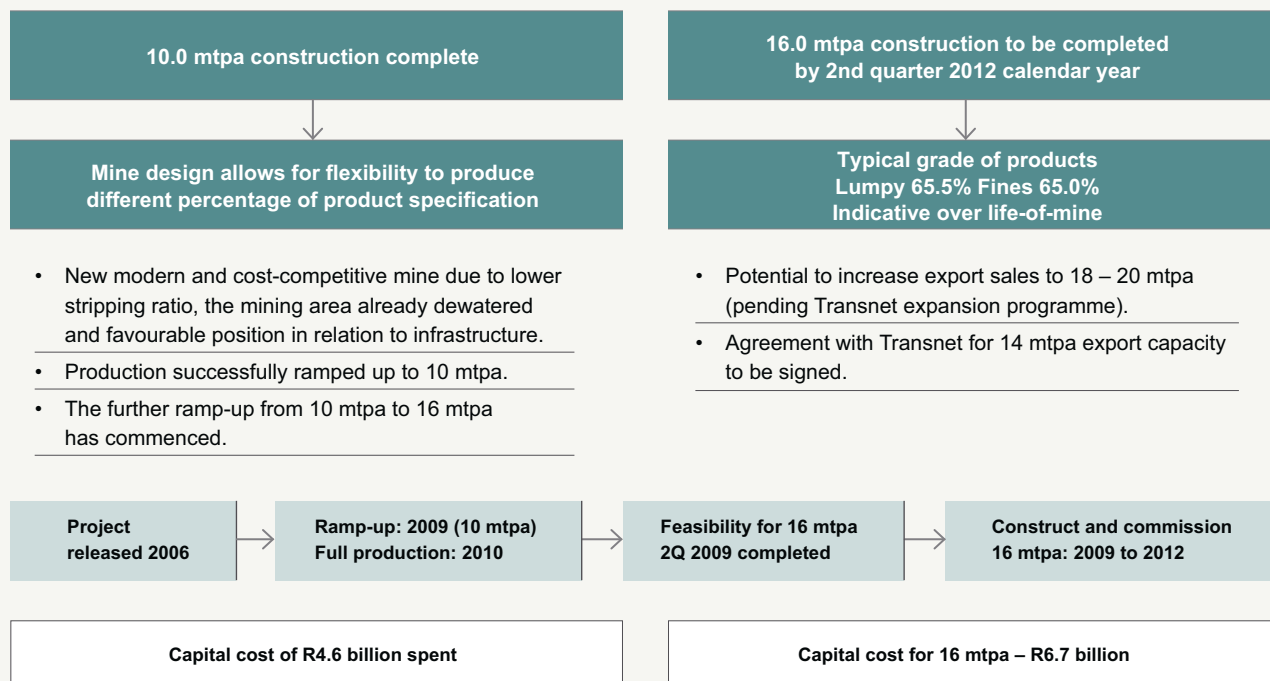 10.0 mtpa construction complete
Mine design allows for flexibility to produce
different percentage of product specification
• New modern and cost-competitive mine due to lower
stripping ratio, the mining area already dewatered
and favourable position in relation to infrastructure.
• Production successfully ramped up to 10 mtpa.
• The further ramp-up from 10 mtpa to 16 mtpa
has commenced.
16.0 mtpa construction to be completed
by 2nd quarter 2012 calendar year
Typical grade of products
Lumpy 65.5% Fines 65.0%
Indicative over life-of-mine
• Potential to increase export sales to 18 – 20 mtpa
(pending Transnet expansion programme).
• Agreement with Transnet for 14 mtpa export capacity
to be signed.
Project
released 2006
Ramp-up: 2009 (10 mtpa)
Full production: 2010
Feasibility for 16 mtpa
2Q 2009 completed
Construct and commission
16 mtpa: 2009 to 2012
Capital cost of R4.6 billion spent
Capital cost for 16 mtpa – R6.7 billion